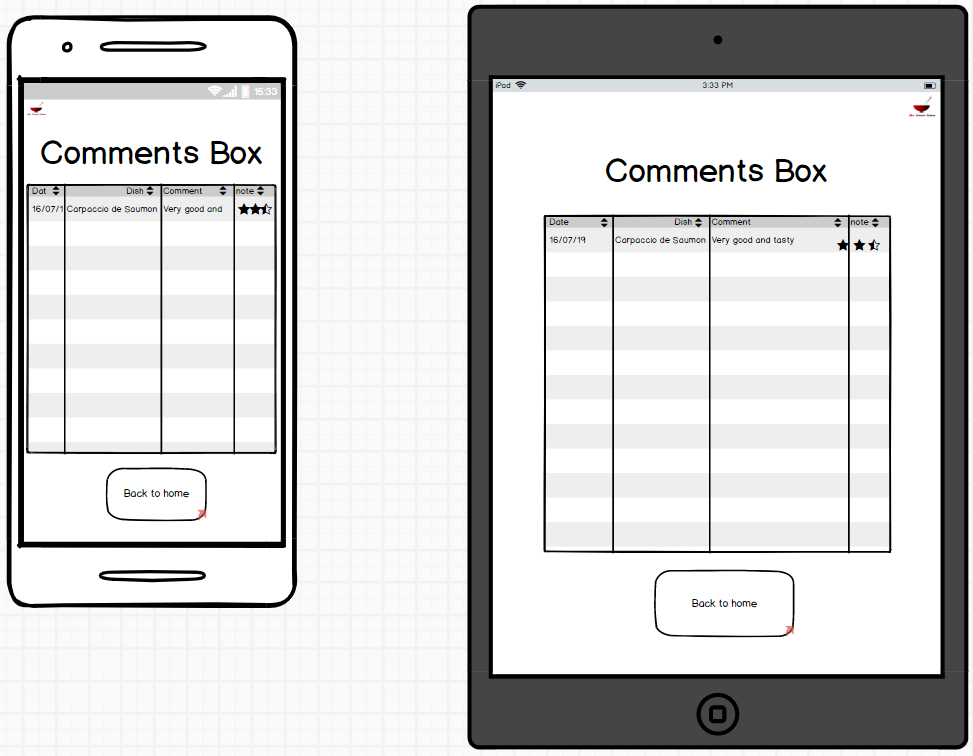 15:33
Comments Box
Dat Dish Comment note
16/07/1 Carpaccio de Saumon Very good and
Back to home
iPad 3:33 PM
Comments Box
Date Dish Comment note
16/07/19 Carpaccio de Saumon Very good and tasty
Back to home